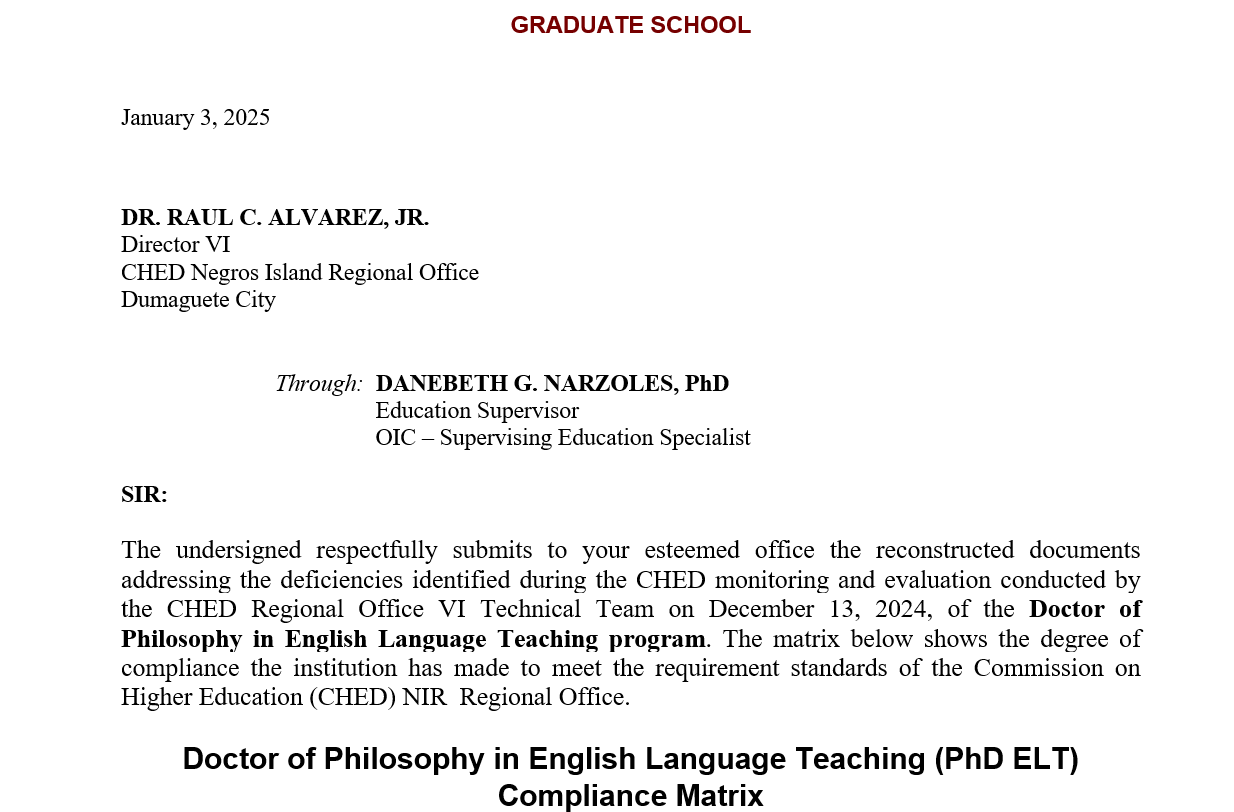 GRADUATE SCHOOL
January 3, 2025
DR. RAUL C. ALVAREZ, JR.
Director VI
CHED Negros Island Regional Office
Dumaguete City
Through: DANEBETH G. NARZOLES, PhD
Education Supervisor
OIC – Supervising Education Specialist
SIR:
The undersigned respectfully submits to your esteemed office the reconstructed documents
addressing the deficiencies identified during the CHED monitoring and evaluation conducted by
the CHED Regional Office VI Technical Team on December 13, 2024, of the Doctor of
Philosophy in English Language Teaching program. The matrix below shows the degree of
compliance the institution has made to meet the requirement standards of the Commission on
Higher Education (CHED) NIR  Regional Office.
Doctor of Philosophy in English Language Teaching (PhD ELT)
Compliance Matrix